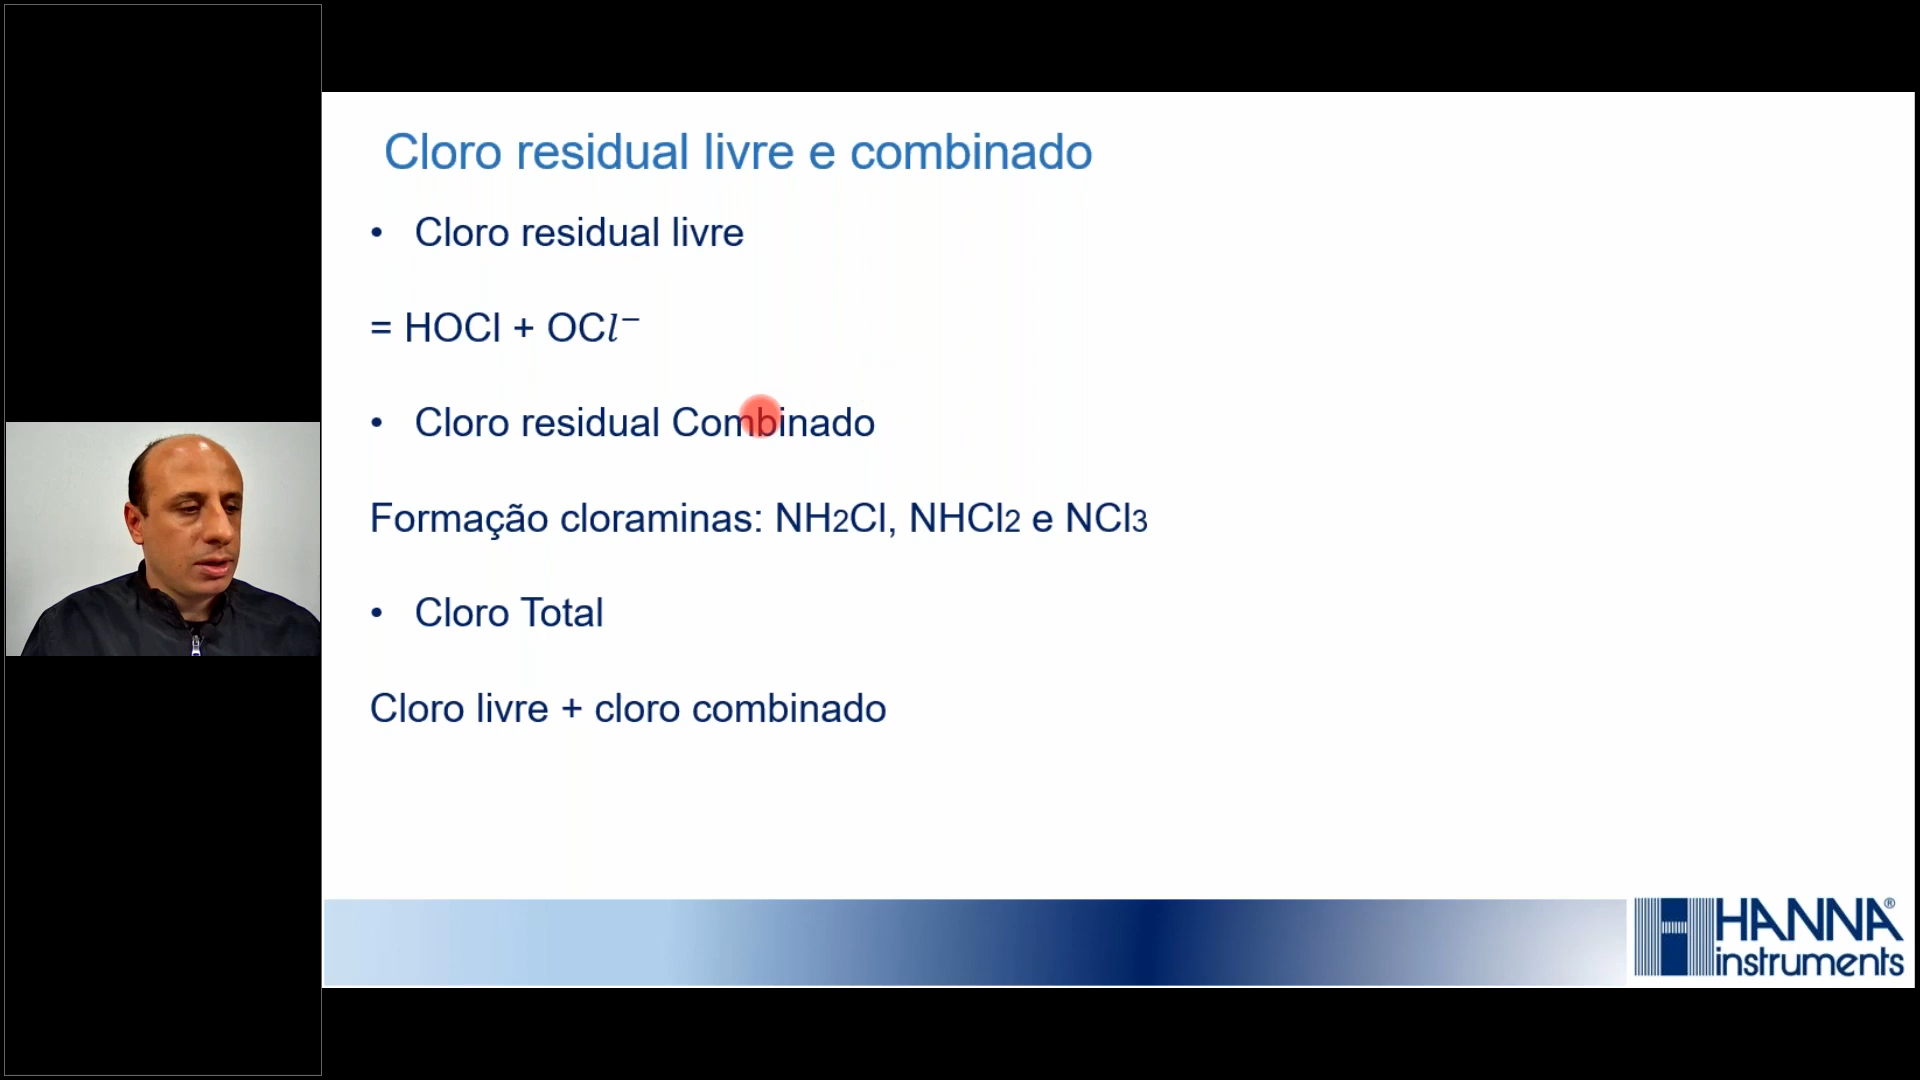 Cloro residual livre e combinado
• Cloro residual livre
= HOCl + OCl⁻
• Cloro residual Combinado
Formação cloraminas: NH2Cl, NHCl2 e NCl3
• Cloro Total
Cloro livre + cloro combinado
HANNA®
instruments